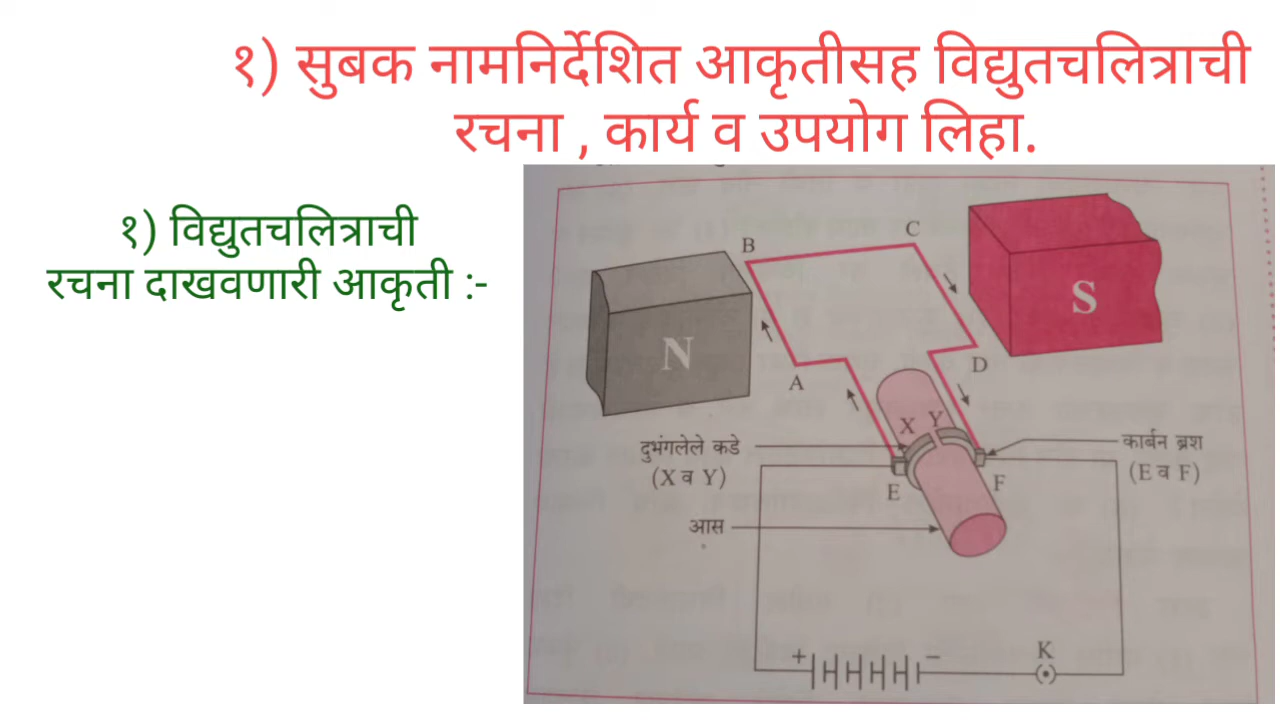 १) सुबक नामनिर्देशित आकृतीसह विद्युतचलित्राची
रचना , कार्य व उपयोग लिहा.
१) विद्युतचलित्राची
रचना दाखवणारी आकृती :-
B
C
S
N
A
D
X Y
दुभंगलेले कडे
(X व Y)
कार्बन ब्रश
(E व F)
E
F
आस
+
−
K